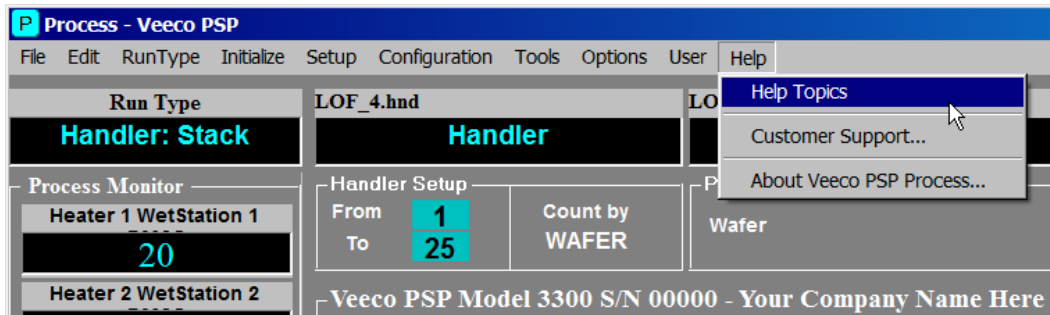 P Process - Veeco PSP
File Edit RunType Initialize Setup Configuration Tools Options User Help
Help Topics
Customer Support...
About Veeco PSP Process...
Run Type
Handler: Stack
LOF_4.hnd
Handler
LO
Process Monitor
Heater 1 WetStation 1
20
Heater 2 WetStation 2
Handler Setup
From 1
To 25
Count by
WAFER
P
Wafer
Veeco PSP Model 3300 S/N 00000 - Your Company Name Here